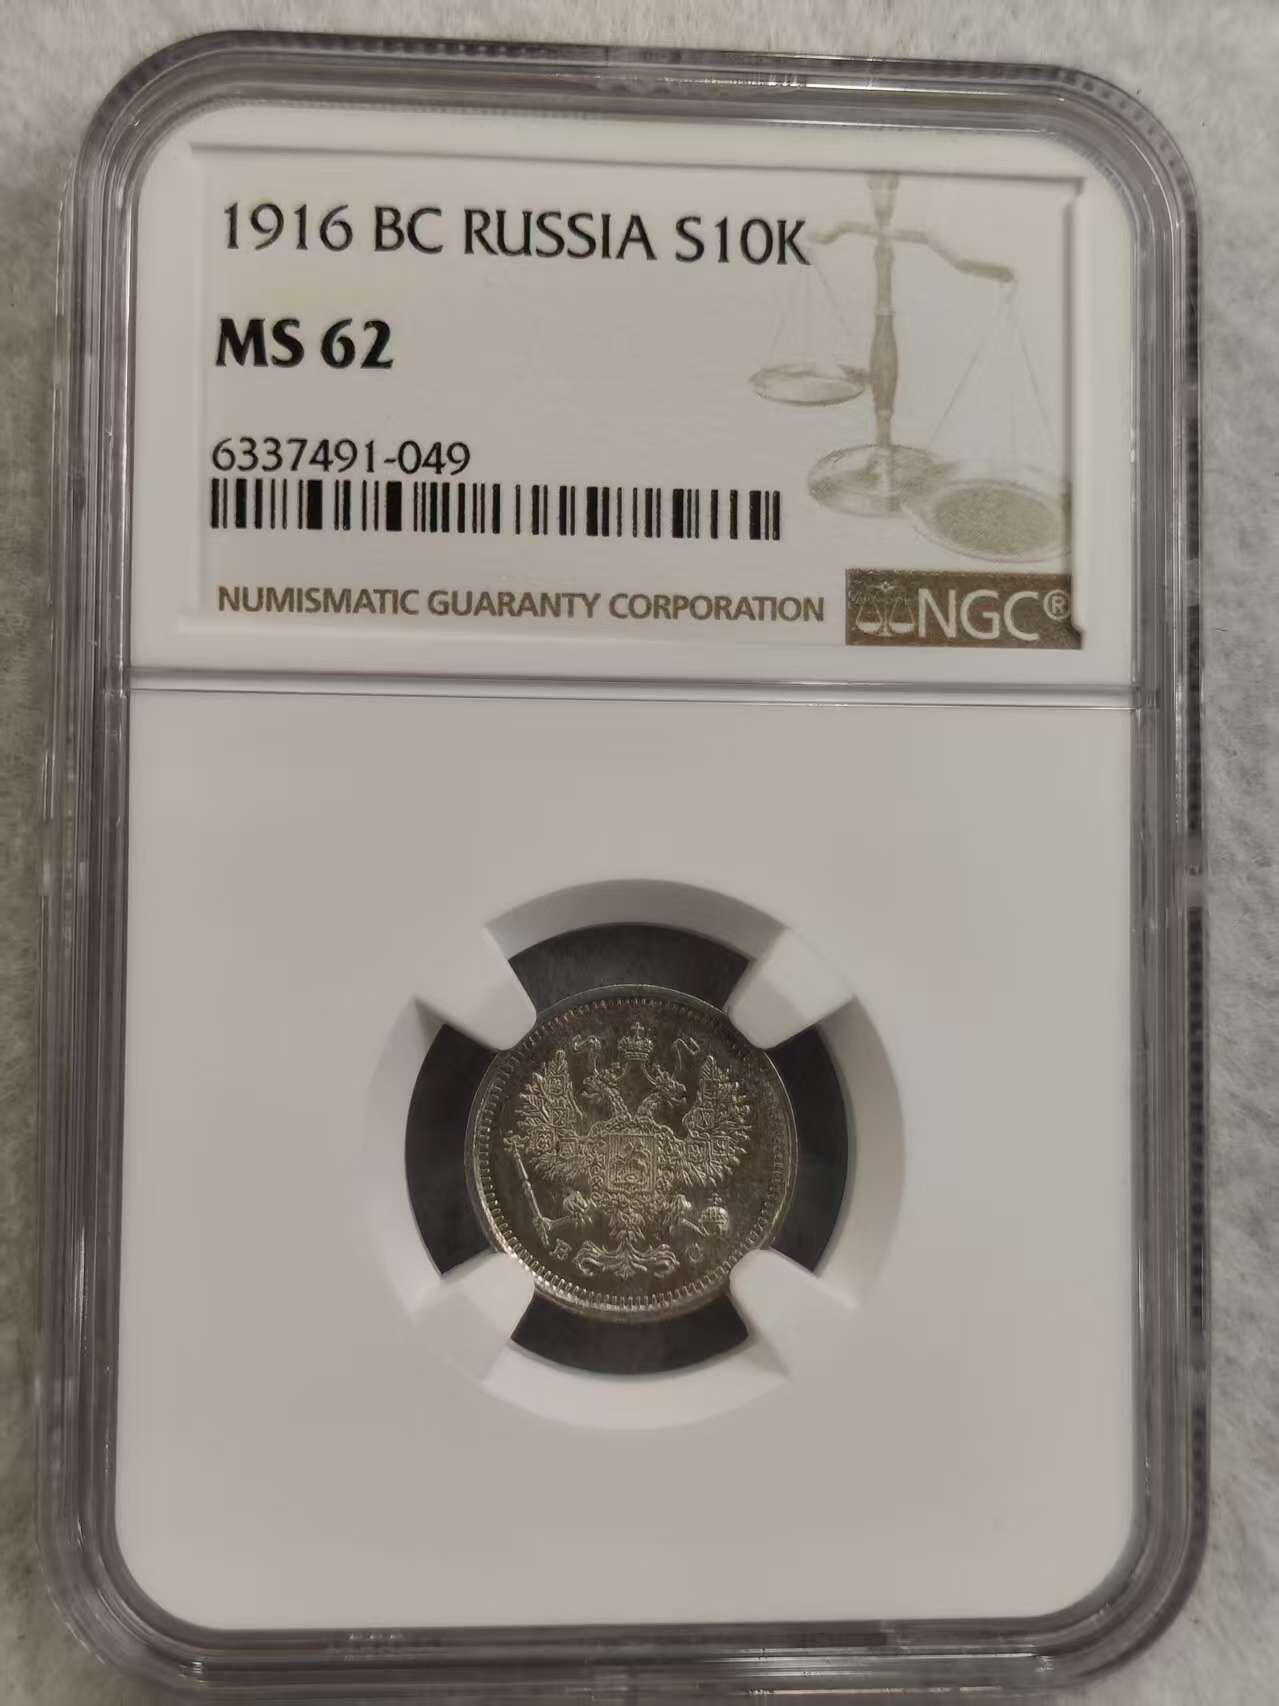 1916 BC RUSSIA S10K
MS 62
6337491-049
NUMISMATIC GUARANTY CORPORATION NGC®
В С